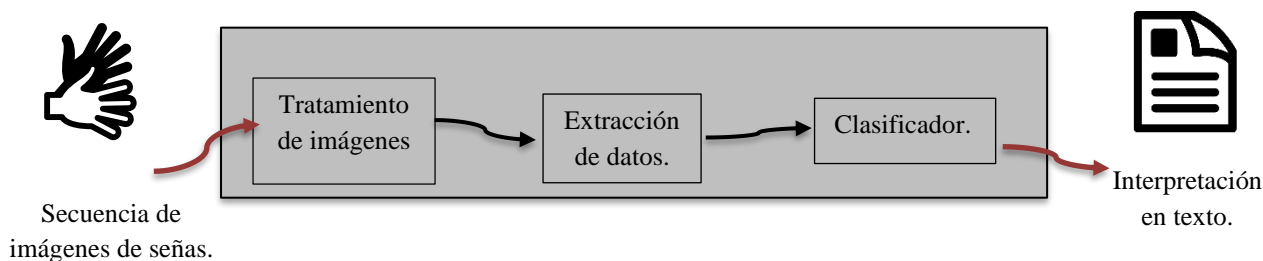 Tratamiento
de imágenes
Extracción
de datos.
Clasificador.
Secuencia de
imágenes de señas.
Interpretación
en texto.